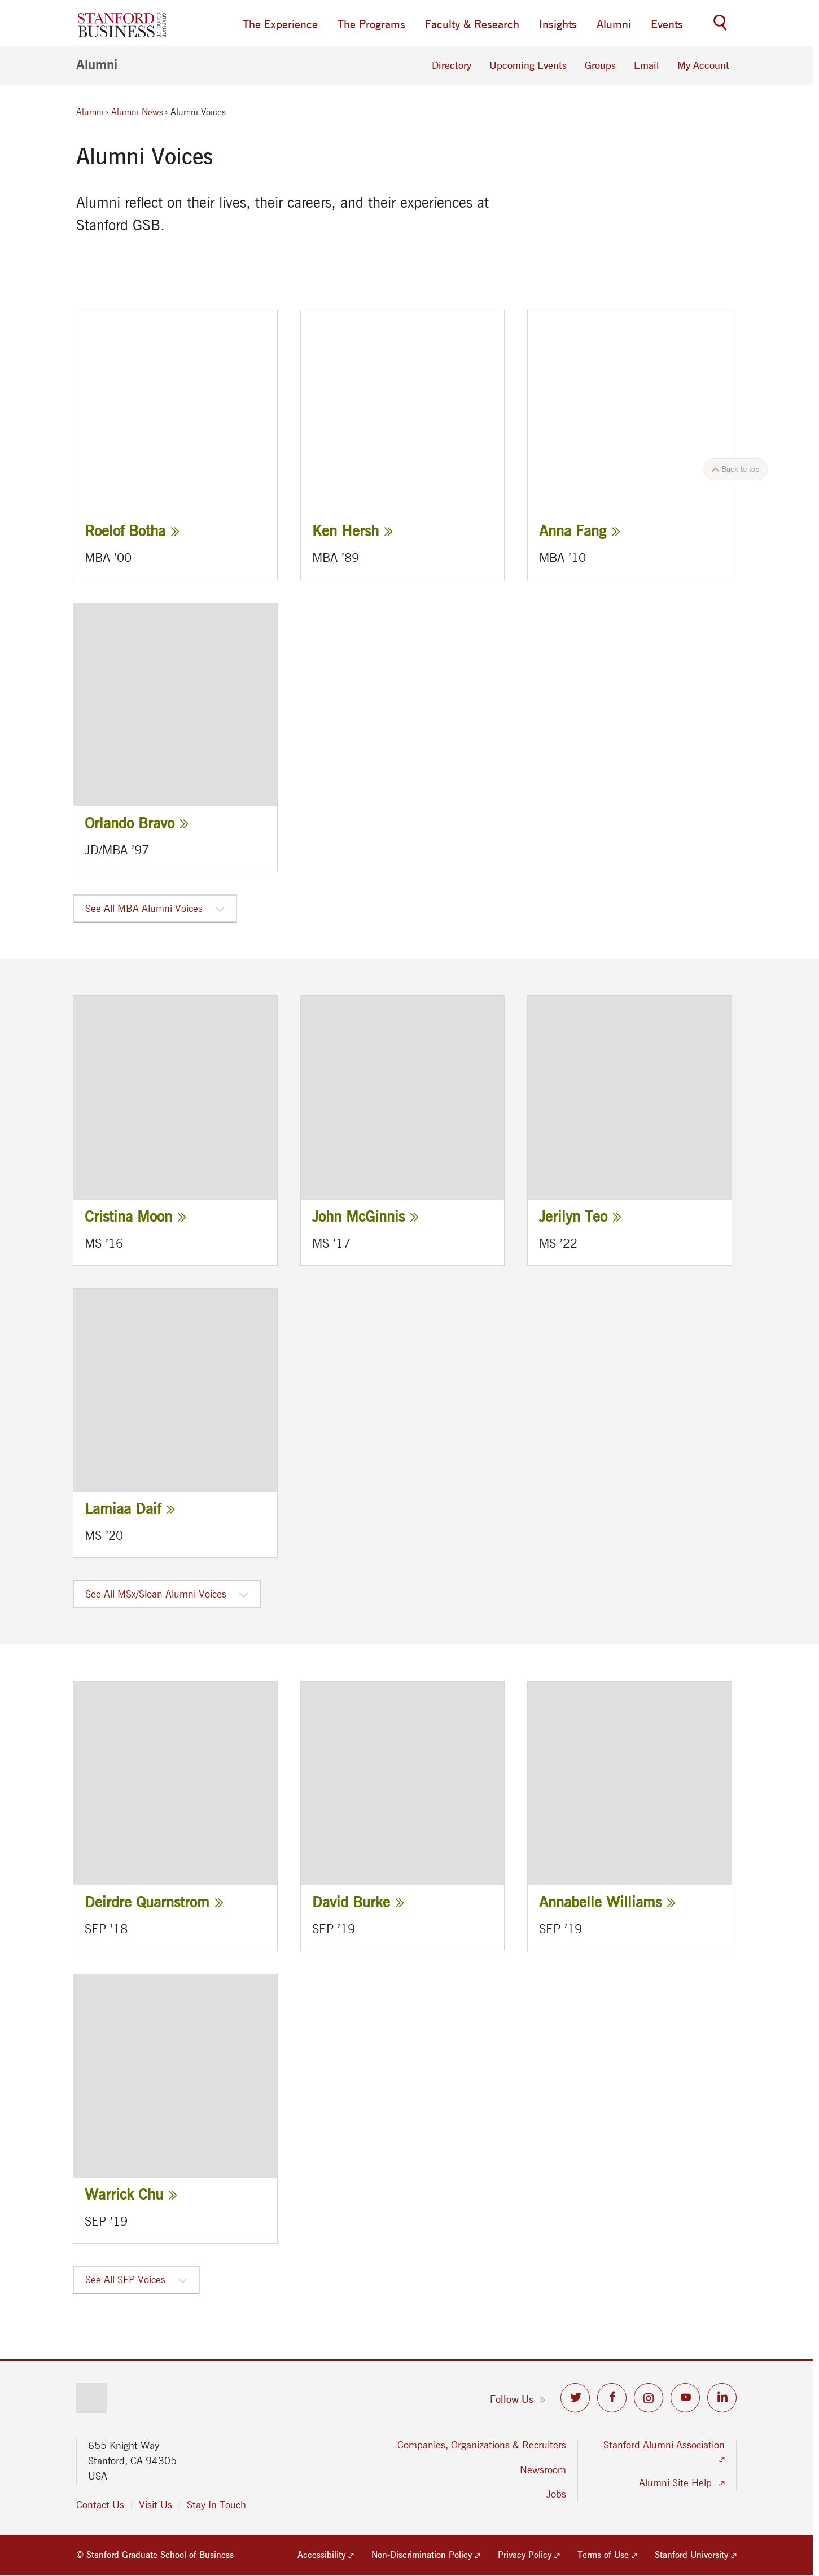 STANFORD
BUSINESS
GRADUATE
SCHOOL OF
The Experience The Programs Faculty & Research Insights Alumni Events
Alumni
Directory Upcoming Events Groups Email My Account
Alumni › Alumni News › Alumni Voices
Alumni Voices
Alumni reflect on their lives, their careers, and their experiences at
Stanford GSB.
Back to top
Roelof Botha
MBA ’00
Ken Hersh
MBA ’89
Anna Fang
MBA ’10
Orlando Bravo
JD/MBA ’97
See All MBA Alumni Voices
Cristina Moon
MS ’16
John McGinnis
MS ’17
Jerilyn Teo
MS ’22
Lamiaa Daif
MS ’20
See All MSx/Sloan Alumni Voices
Deirdre Quarnstrom
SEP ’18
David Burke
SEP ’19
Annabelle Williams
SEP ’19
Warrick Chu
SEP ’19
See All SEP Voices
Follow Us
655 Knight Way
Stanford, CA 94305
USA
Contact Us Visit Us Stay In Touch
Companies, Organizations & Recruiters
Newsroom
Jobs
Stanford Alumni Association
Alumni Site Help
© Stanford Graduate School of Business
Accessibility Non-Discrimination Policy Privacy Policy Terms of Use Stanford University